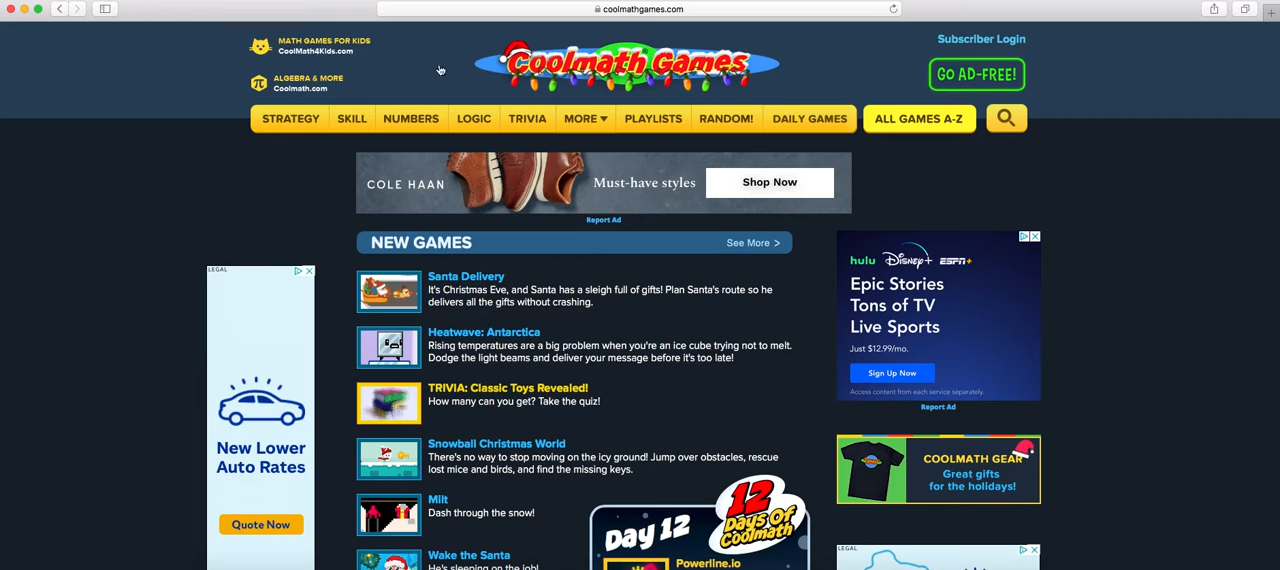 coolmathgames.com
MATH GAMES FOR KIDS
CoolMath4Kids.com
ALGEBRA & MORE
Coolmath.com
Coolmath Games
Subscriber Login
GO AD-FREE!
STRATEGY SKILL NUMBERS LOGIC TRIVIA MORE PLAYLISTS RANDOM! DAILY GAMES ALL GAMES A-Z
COLE HAAN Must-have styles Shop Now
Report Ad
NEW GAMES See More >
Santa Delivery
It's Christmas Eve, and Santa has a sleigh full of gifts! Plan Santa's route so he
delivers all the gifts without crashing.
Heatwave: Antarctica
Rising temperatures are a big problem when you're an ice cube trying not to melt.
Dodge the light beams and deliver your message before it's too late!
TRIVIA: Classic Toys Revealed!
How many can you get? Take the quiz!
Snowball Christmas World
There's no way to stop moving on the icy ground! Jump over obstacles, rescue
lost mice and birds, and find the missing keys.
Milt
Dash through the snow!
Wake the Santa
He's sleeping on the job!
Day 12
12
Days of
Coolmath
Powerline.io
LEGAL
New Lower
Auto Rates
Quote Now
hulu Disney+ ESPN+
Epic Stories
Tons of TV
Live Sports
Just $12.99/mo.
Sign Up Now
Access content from each service separately.
Report Ad
COOLMATH GEAR
Great gifts
for the holidays!
LEGAL